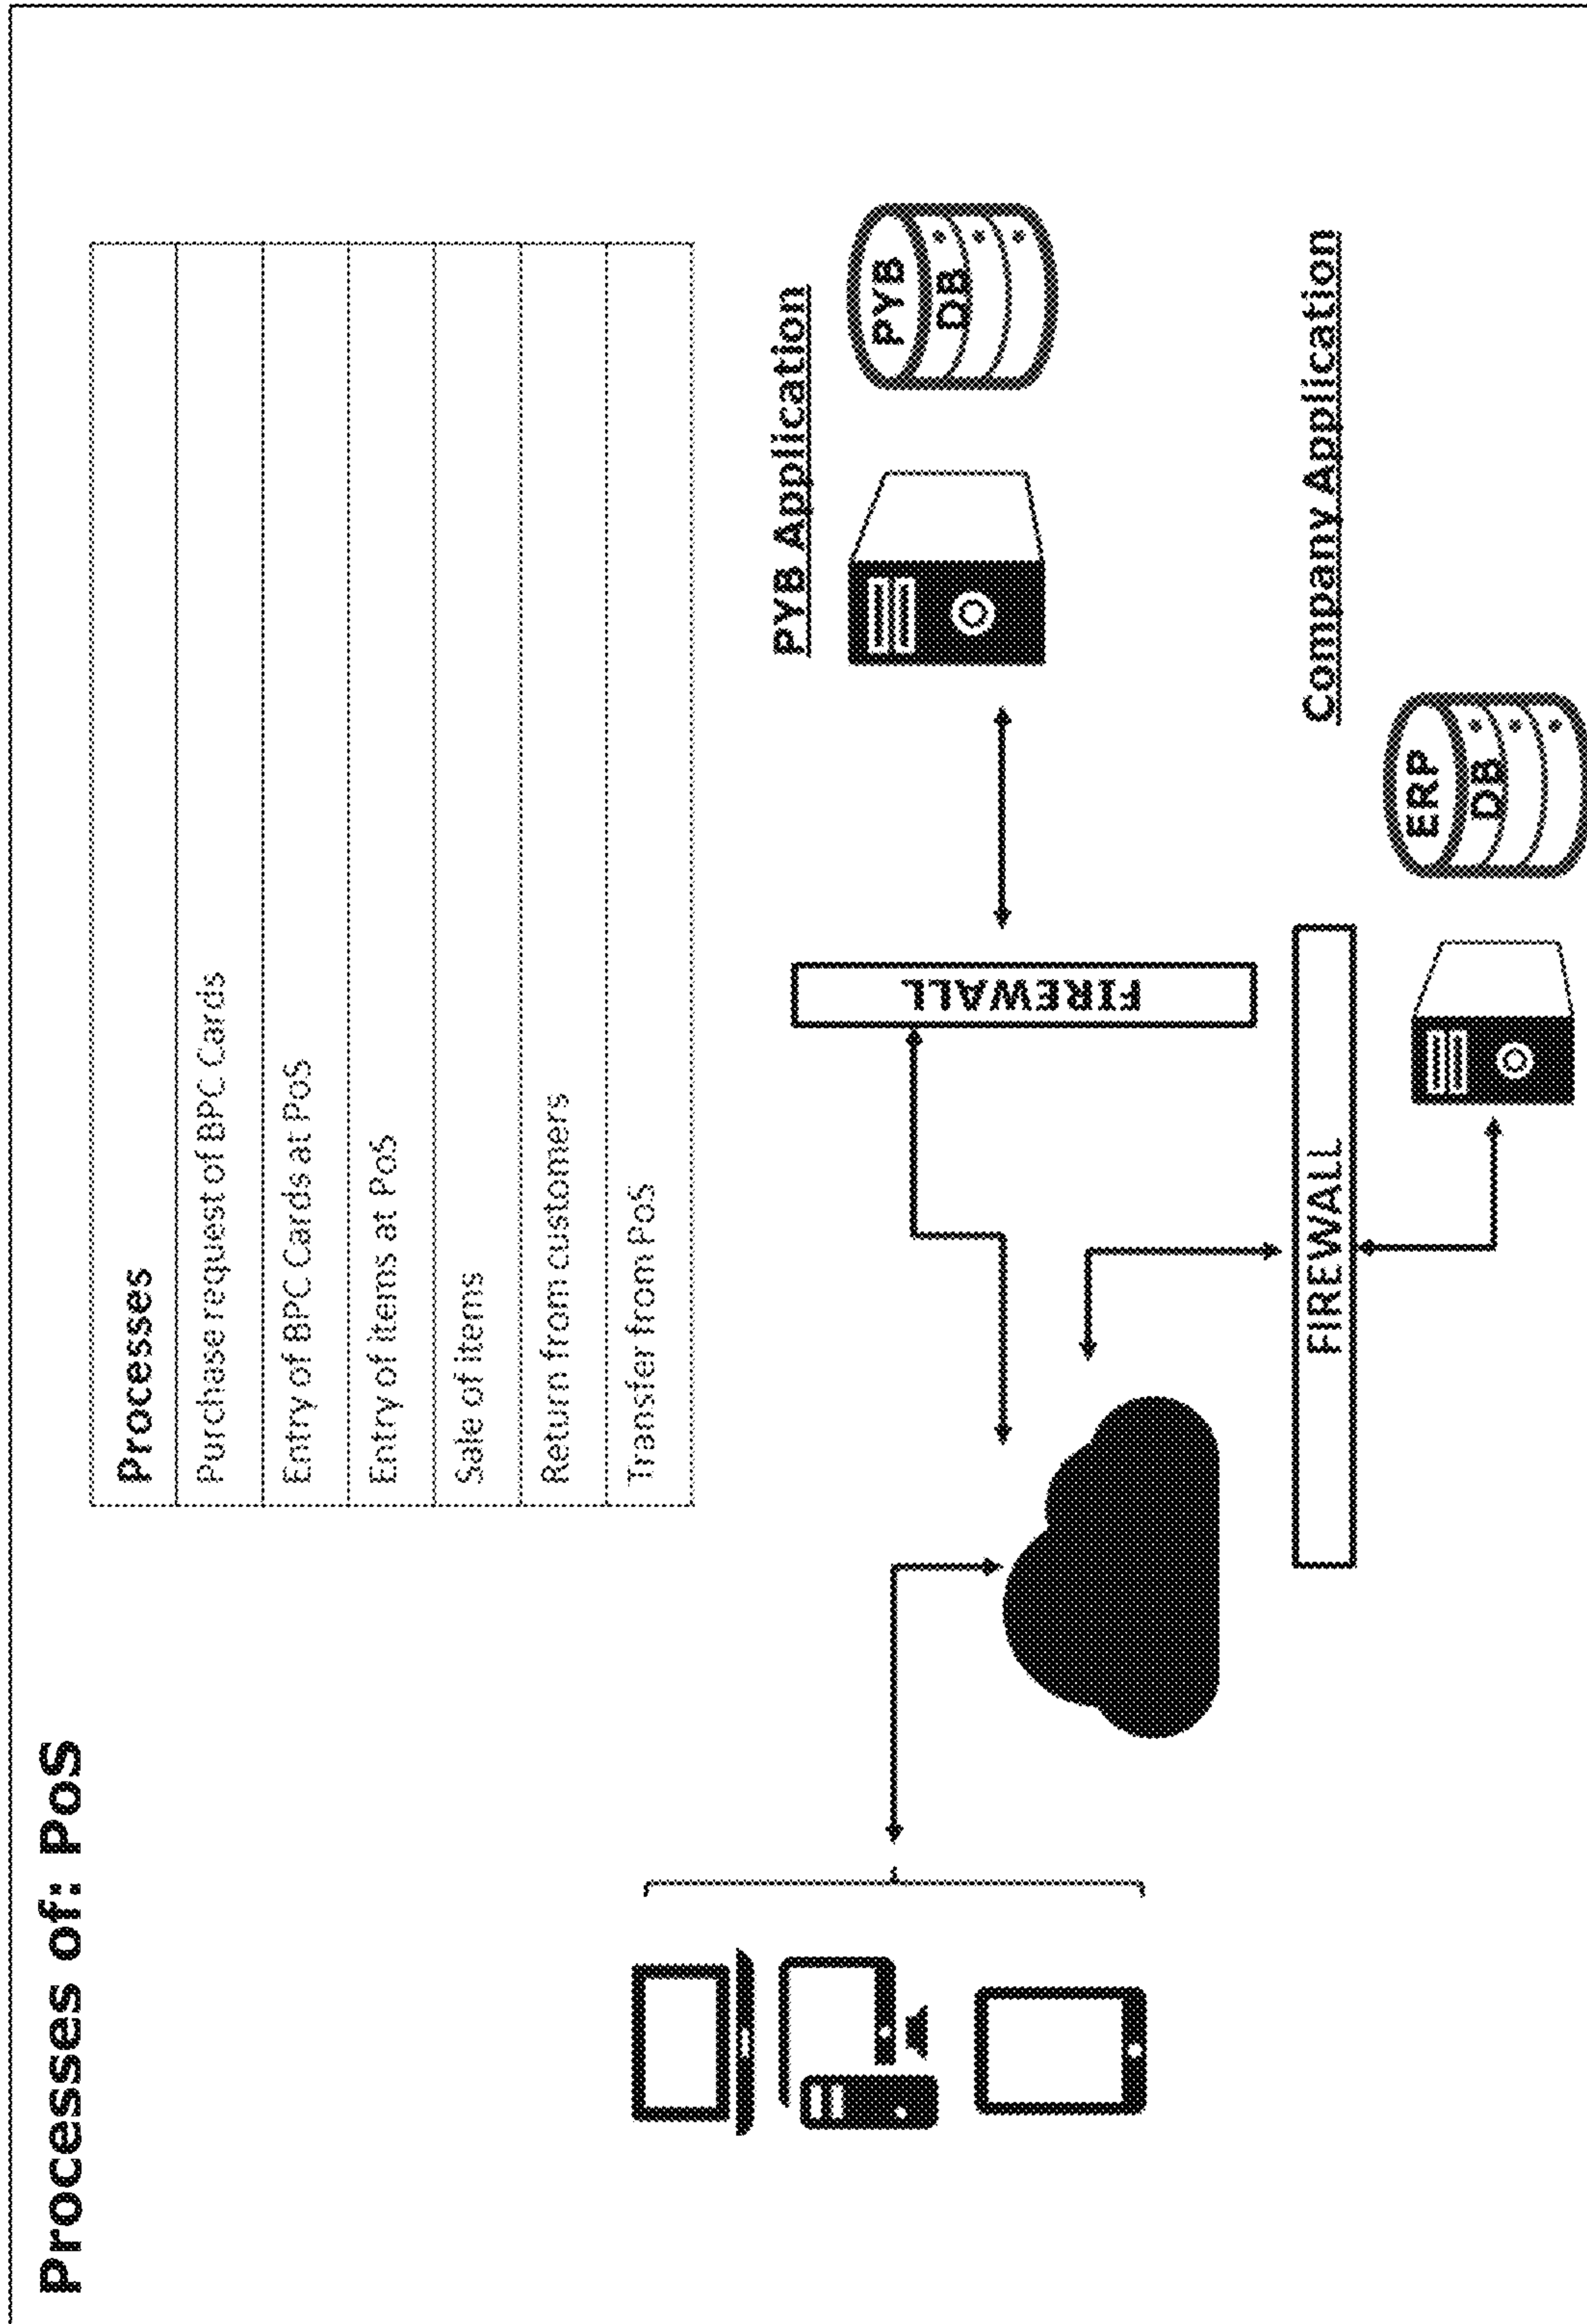 Processes of: PoS
Processes
Purchase request of BPC Cards
Entry of BPC Cards at PoS
Entry of items at PoS
Sale of items
Return from customers
Transfer from PoS
PYB Application
PYB
DB
FIREWALL
Company Application
FIREWALL
ERP
DB